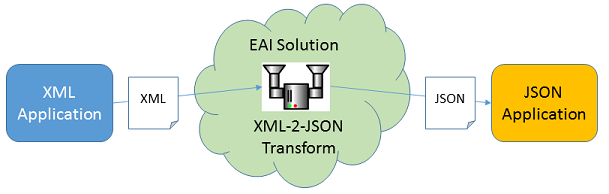 XML
Application
XML
EAI Solution
XML-2-JSON
Transform
JSON
JSON
Application